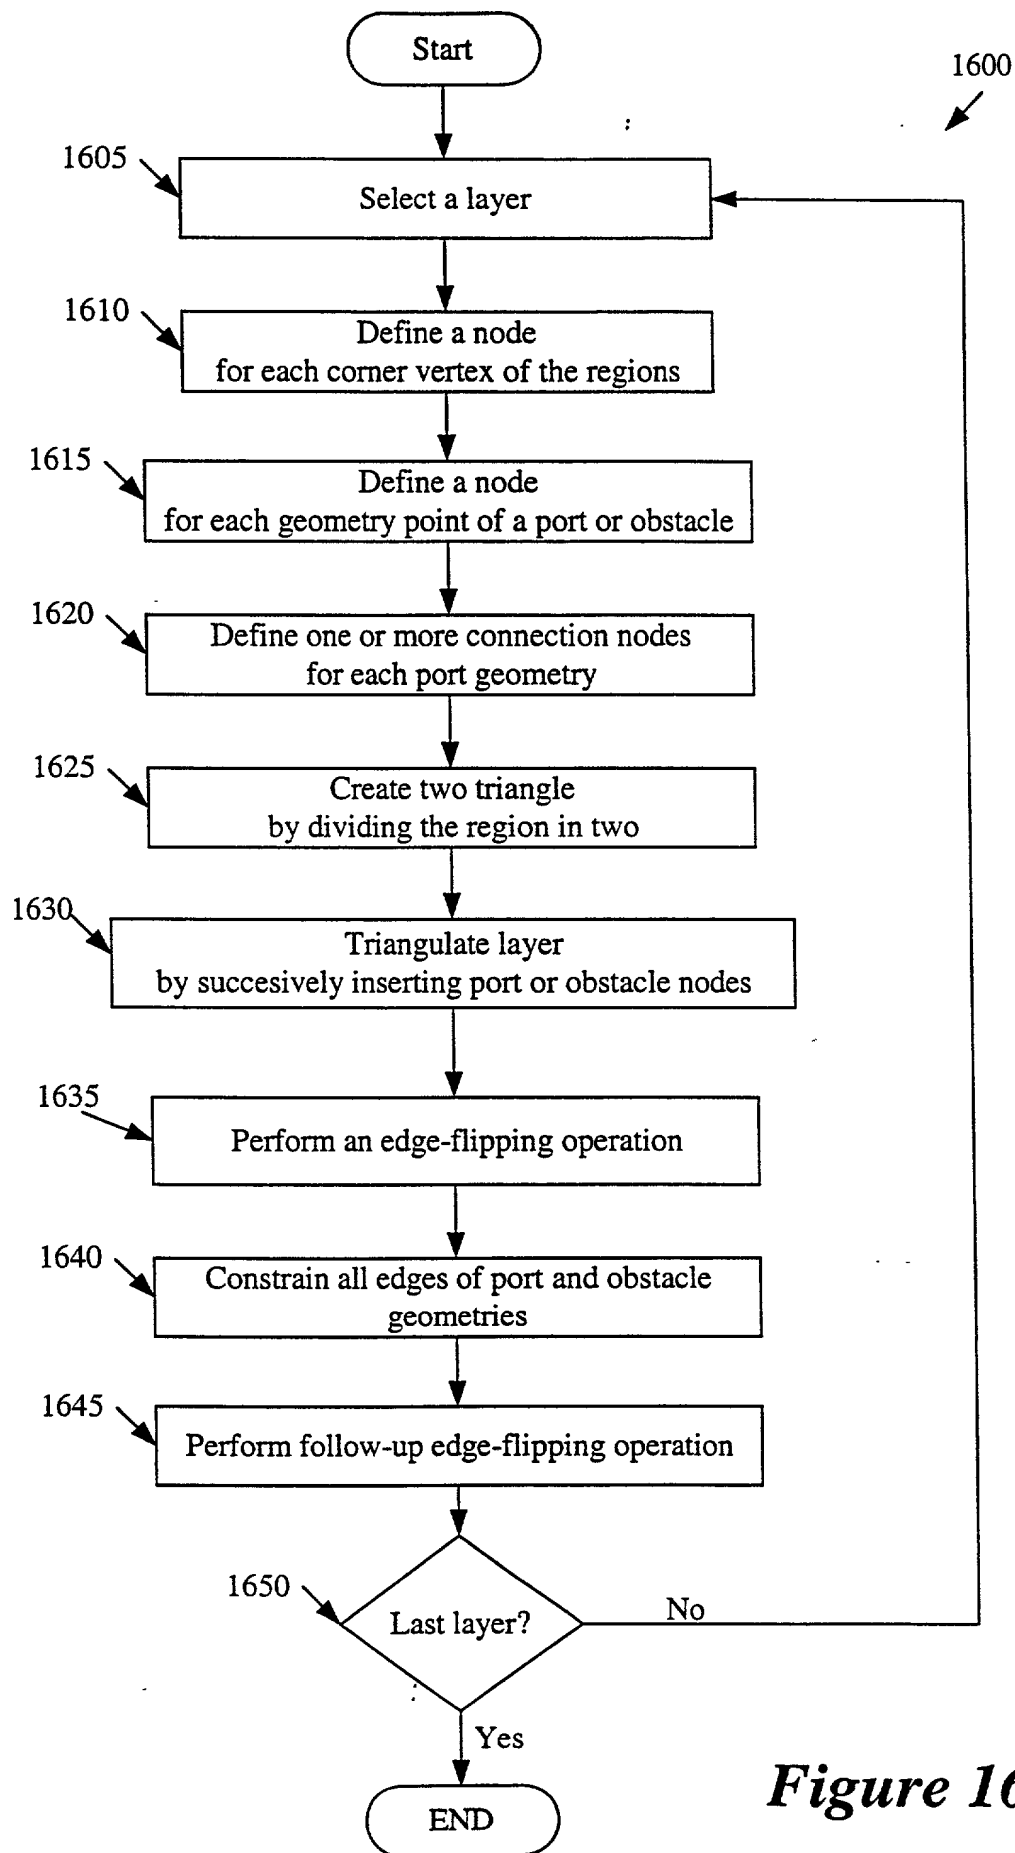 Start
1600
1605
Select a layer
1610
Define a node
for each corner vertex of the regions
1615
Define a node
for each geometry point of a port or obstacle
1620
Define one or more connection nodes
for each port geometry
1625
Create two triangle
by dividing the region in two
1630
Triangulate layer
by succesively inserting port or obstacle nodes
1635
Perform an edge-flipping operation
1640
Constrain all edges of port and obstacle
geometries
1645
Perform follow-up edge-flipping operation
1650
Last layer?
No
Yes
END
Figure 16